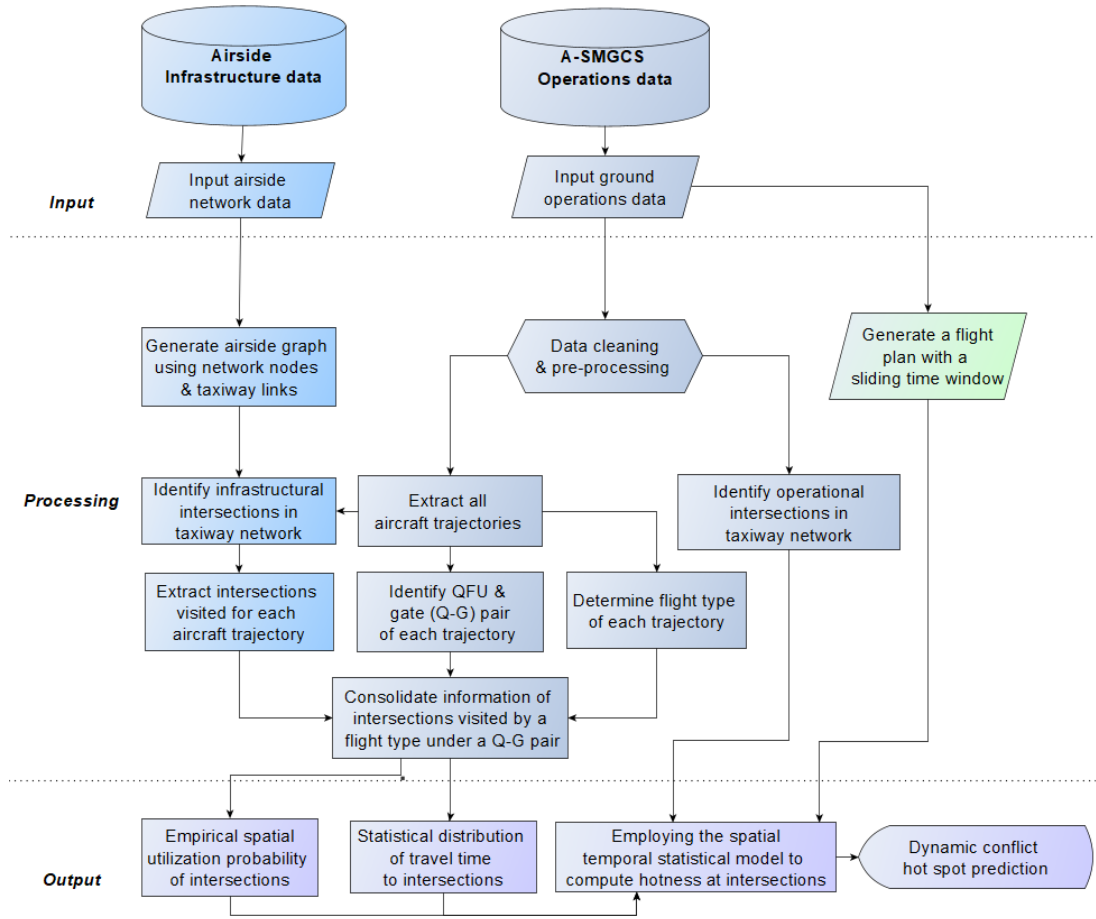 Airside
Infrastructure data
A-SMGCS
Operations data
Input
Input airside
network data
Input ground
operations data
Generate airside graph
using network nodes
& taxiway links
Data cleaning
& pre-processing
Generate a flight
plan with a
sliding time window
Processing
Identify infrastructural
intersections in
taxiway network
Extract all
aircraft trajectories
Identify operational
intersections in
taxiway network
Extract intersections
visited for each
aircraft trajectory
Identify QFU &
gate (Q-G) pair
of each trajectory
Determine flight type
of each trajectory
Consolidate information of
intersections visited by a
flight type under a Q-G pair
Output
Empirical spatial
utilization probability
of intersections
Statistical distribution
of travel time
to intersections
Employing the spatial
temporal statistical model to
compute hotness at intersections
Dynamic conflict
hot spot prediction